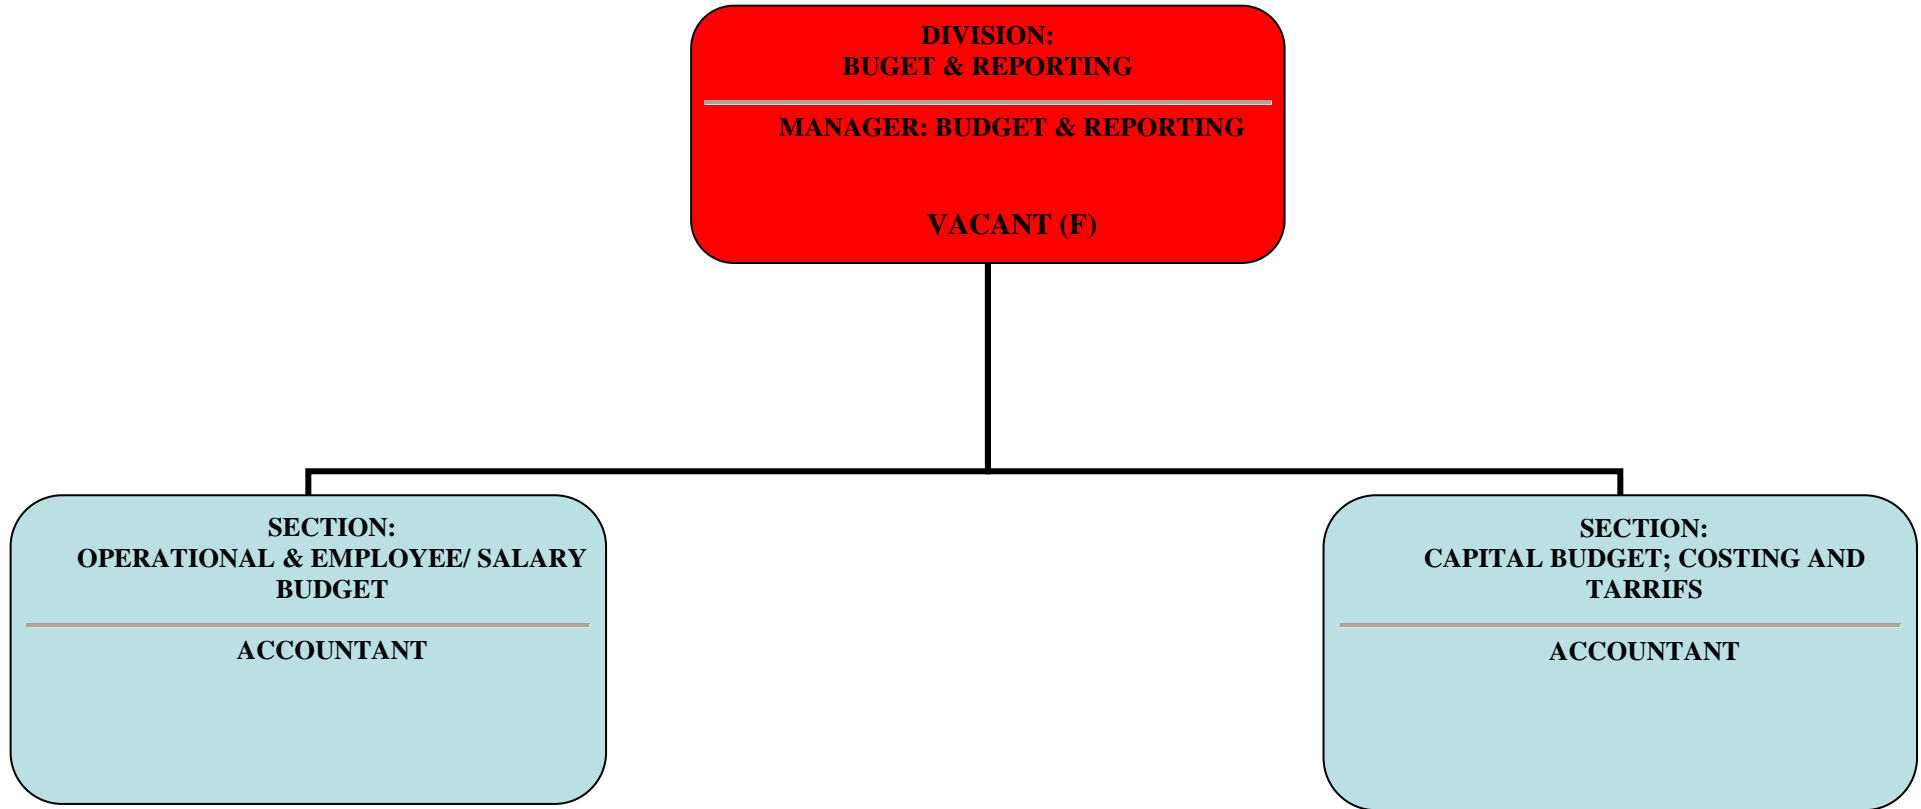 DIVISION:
BUGET & REPORTING
MANAGER: BUDGET & REPORTING
VACANT (F)
SECTION:
OPERATIONAL & EMPLOYEE/ SALARY
BUDGET
ACCOUNTANT
SECTION:
CAPITAL BUDGET; COSTING AND
TARRIFS
ACCOUNTANT